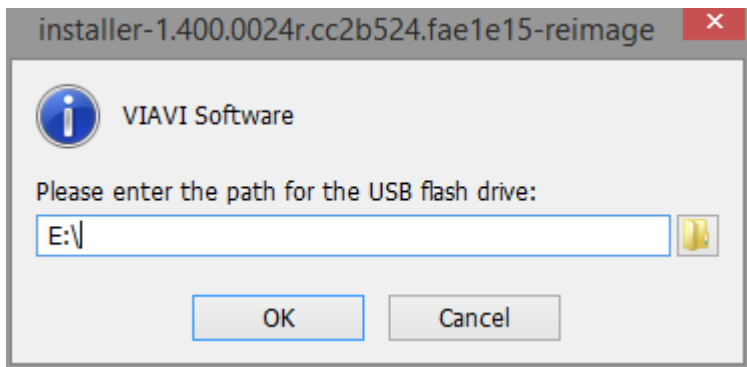 installer-1.400.0024r.cc2b524.fae1e15-reimage
VIAVI Software
Please enter the path for the USB flash drive:
E:\
OK
Cancel